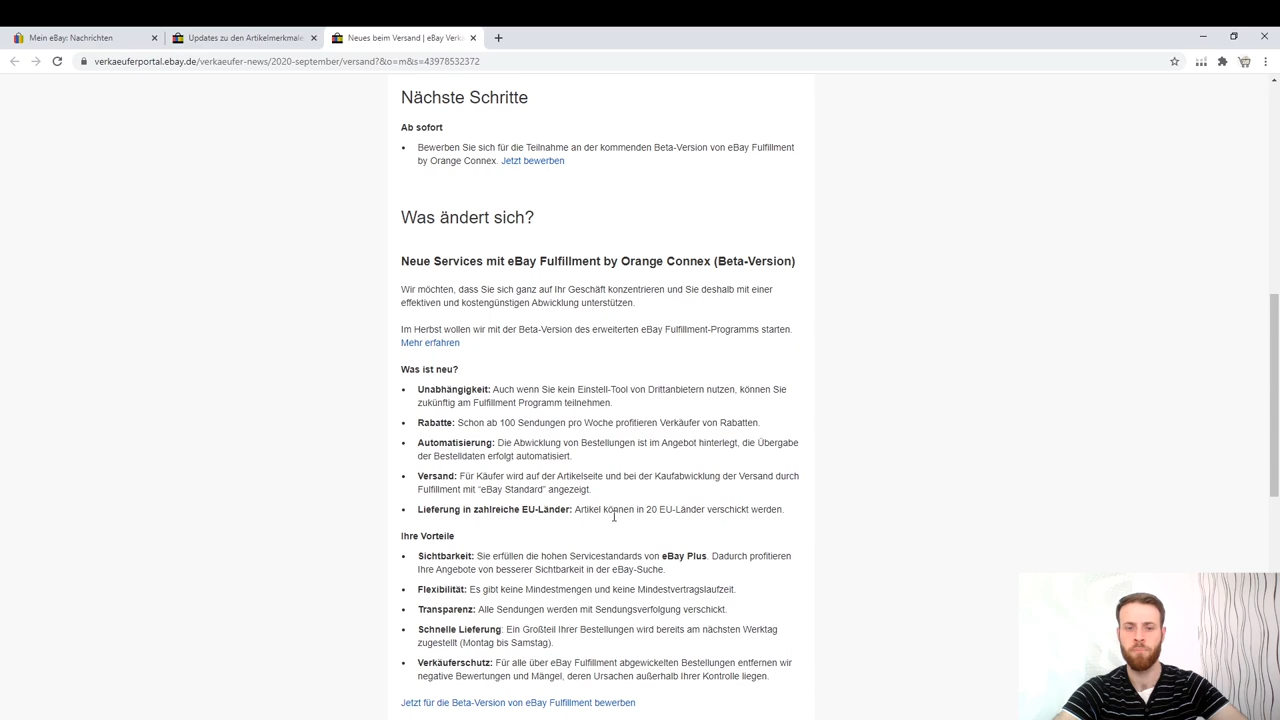 Mein eBay: Nachrichten
Updates zu den Artikelmerkmale
Neues beim Versand | eBay Verk
verkaeuferportal.ebay.de/verkaeufer-news/2020-september/versand?&o=m&s=43978532372
Nächste Schritte
Ab sofort
• Bewerben Sie sich für die Teilnahme an der kommenden Beta-Version von eBay Fulfillment
by Orange Connex. Jetzt bewerben
Was ändert sich?
Neue Services mit eBay Fulfillment by Orange Connex (Beta-Version)
Wir möchten, dass Sie sich ganz auf Ihr Geschäft konzentrieren und Sie deshalb mit einer
effektiven und kostengünstigen Abwicklung unterstützen.
Im Herbst wollen wir mit der Beta-Version des erweiterten eBay Fulfillment-Programms starten.
Mehr erfahren
Was ist neu?
• Unabhängigkeit: Auch wenn Sie kein Einstell-Tool von Drittanbietern nutzen, können Sie
zukünftig am Fulfillment Programm teilnehmen.
• Rabatte: Schon ab 100 Sendungen pro Woche profitieren Verkäufer von Rabatten.
• Automatisierung: Die Abwicklung von Bestellungen ist im Angebot hinterlegt, die Übergabe
der Bestelldaten erfolgt automatisiert.
• Versand: Für Käufer wird auf der Artikelseite und bei der Kaufabwicklung der Versand durch
Fulfillment mit “eBay Standard” angezeigt.
• Lieferung in zahlreiche EU-Länder: Artikel können in 20 EU-Länder verschickt werden.
Ihre Vorteile
• Sichtbarkeit: Sie erfüllen die hohen Servicestandards von eBay Plus. Dadurch profitieren
Ihre Angebote von besserer Sichtbarkeit in der eBay-Suche.
• Flexibilität: Es gibt keine Mindestmengen und keine Mindestvertragslaufzeit.
• Transparenz: Alle Sendungen werden mit Sendungsverfolgung verschickt.
• Schnelle Lieferung: Ein Großteil Ihrer Bestellungen wird bereits am nächsten Werktag
zugestellt (Montag bis Samstag).
• Verkäuferschutz: Für alle über eBay Fulfillment abgewickelten Bestellungen entfernen wir
negative Bewertungen und Mängel, deren Ursachen außerhalb Ihrer Kontrolle liegen.
Jetzt für die Beta-Version von eBay Fulfillment bewerben